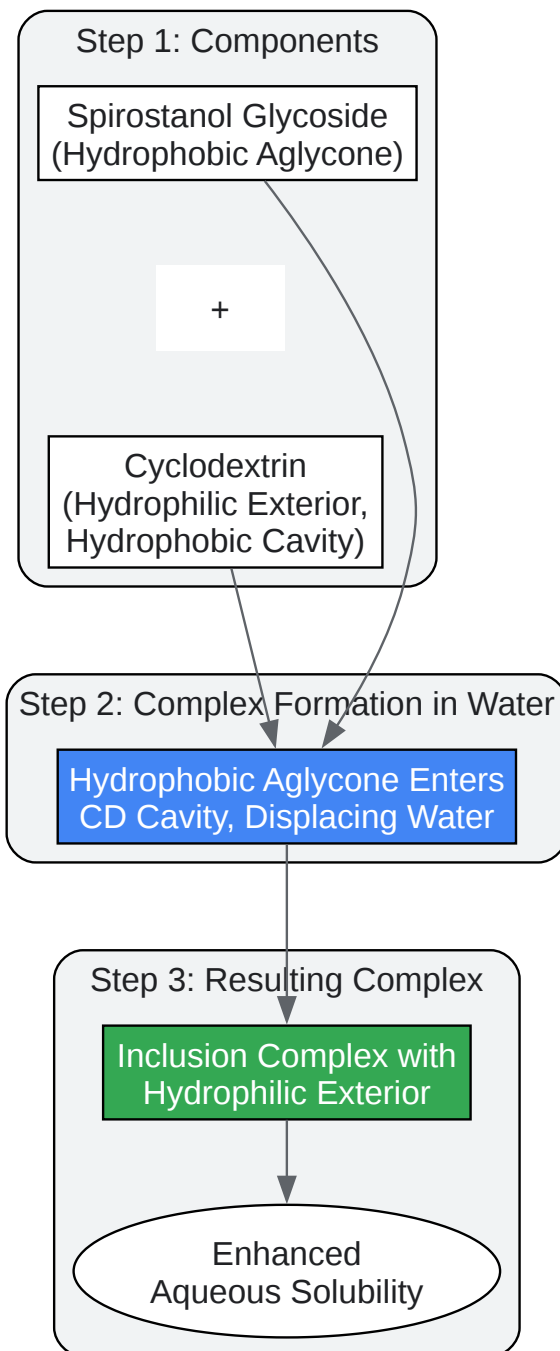 Step 1: Components
Spirostanol Glycoside
(Hydrophobic Aglycone)
+
Cyclodextrin
(Hydrophilic Exterior,
Hydrophobic Cavity)
Step 2: Complex Formation in Water
Hydrophobic Aglycone Enters
CD Cavity, Displacing Water
Step 3: Resulting Complex
Inclusion Complex with
Hydrophilic Exterior
Enhanced
Aqueous Solubility